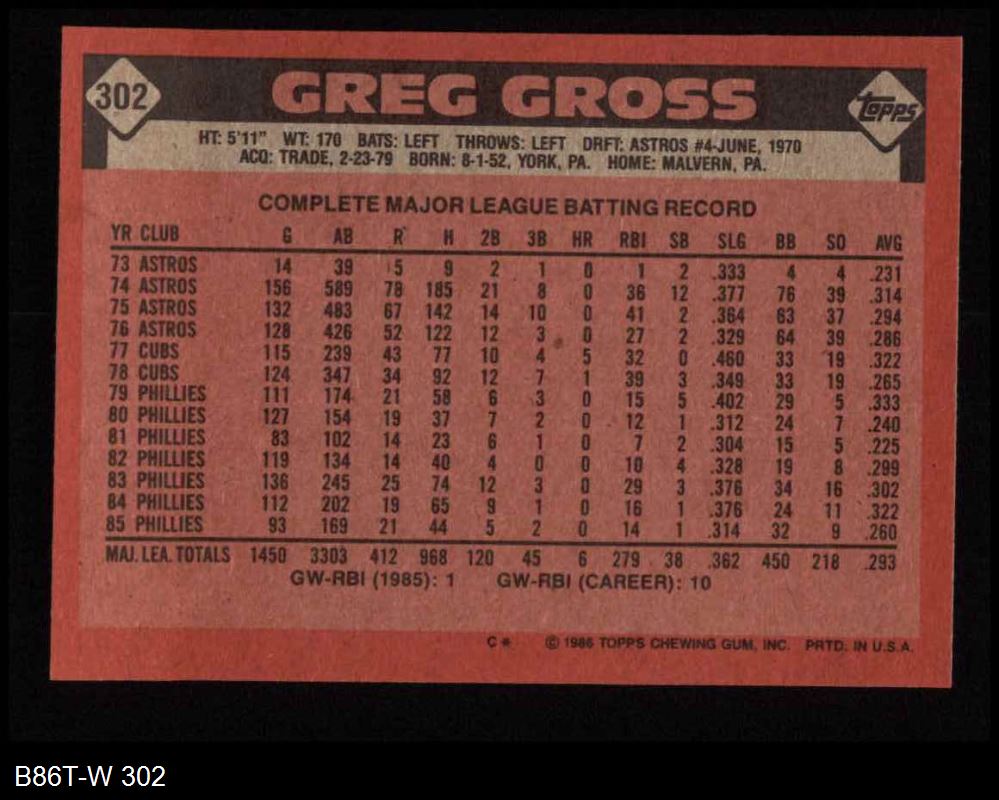 302 GREG GROSS TOPPS
HT: 5'11" WT: 170 BATS: LEFT THROWS: LEFT DRFT: ASTROS #4-JUNE, 1970
ACQ: TRADE, 2-23-79 BORN: 8-1-52, YORK, PA. HOME: MALVERN, PA.
COMPLETE MAJOR LEAGUE BATTING RECORD
YR CLUB G AB R H 2B 3B HR RBI SB SLG BB SO AVG
73 ASTROS 14 39 5 9 2 1 0 1 2 .333 4 4 .231
74 ASTROS 156 589 78 185 21 8 0 36 12 .377 76 39 .314
75 ASTROS 132 483 67 142 14 10 0 41 2 .364 63 37 .294
76 ASTROS 128 426 52 122 12 3 0 27 2 .329 64 39 .286
77 CUBS 115 239 43 77 10 4 5 32 0 .460 33 19 .322
78 CUBS 124 347 34 92 12 7 1 39 3 .349 33 19 .265
79 PHILLIES 111 174 21 58 6 3 0 15 5 .402 29 5 .333
80 PHILLIES 127 154 19 37 7 2 0 12 1 .312 24 7 .240
81 PHILLIES 83 102 14 23 6 1 0 7 2 .304 15 5 .225
82 PHILLIES 119 134 14 40 4 0 0 10 4 .328 19 8 .299
83 PHILLIES 136 245 25 74 12 3 0 29 3 .376 34 16 .302
84 PHILLIES 112 202 19 65 9 1 0 16 1 .376 24 11 .322
85 PHILLIES 93 169 21 44 5 2 0 14 1 .314 32 9 .260
MAJ. LEA. TOTALS 1450 3303 412 968 120 45 6 279 38 .362 450 218 .293
GW-RBI (1985): 1 GW-RBI (CAREER): 10
C* © 1986 TOPPS CHEWING GUM, INC. PRTD. IN U.S.A.
B86T-W 302